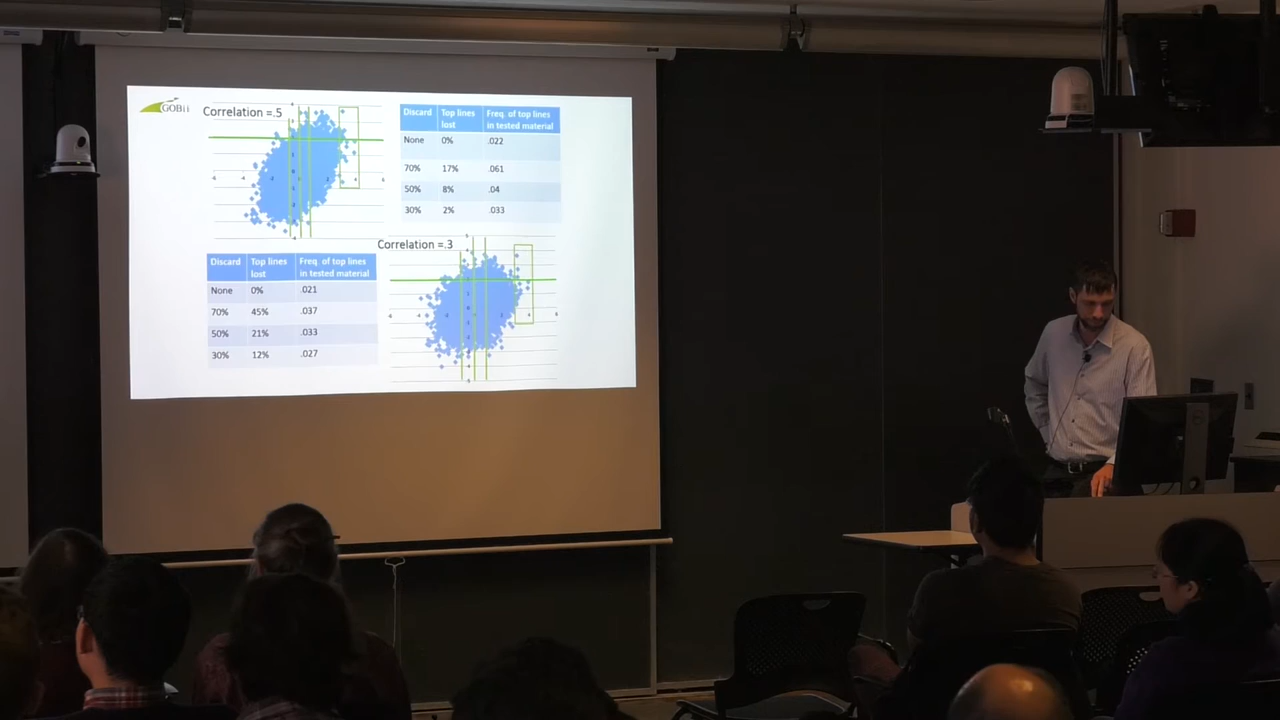 GOBii
Correlation =.5
Discard Top lines lost Freq. of top lines in tested material
None 0% .022
70% 17% .061
50% 8% .04
30% 2% .033
Correlation =.3
Discard Top lines lost Freq. of top lines in tested material
None 0% .021
70% 45% .037
50% 21% .033
30% 12% .027